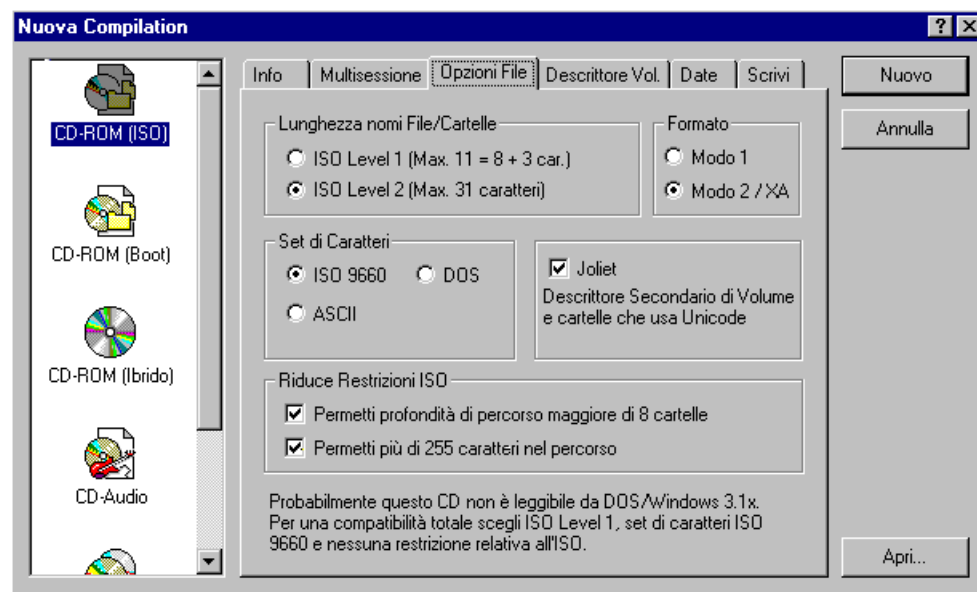 Nuova Compilation
CD-ROM (ISO)
CD-ROM (Boot)
CD-ROM (Ibrido)
CD-Audio
Info
Multisessione
Opzioni File
Descrittore Vol.
Date
Scrivi
Lunghezza nomi File/Cartelle
ISO Level 1 (Max. 11 = 8 + 3 car.)
ISO Level 2 (Max. 31 caratteri)
Formato
Modo 1
Modo 2 / XA
Set di Caratteri
ISO 9660
DOS
ASCII
Joliet
Descrittore Secondario di Volume
e cartelle che usa Unicode
Riduce Restrizioni ISO
Permetti profondità di percorso maggiore di 8 cartelle
Permetti più di 255 caratteri nel percorso
Probabilmente questo CD non è leggibile da DOS/Windows 3.1x.
Per una compatibilità totale scegli ISO Level 1, set di caratteri ISO
9660 e nessuna restrizione relativa all'ISO.
Nuovo
Annulla
Apri...